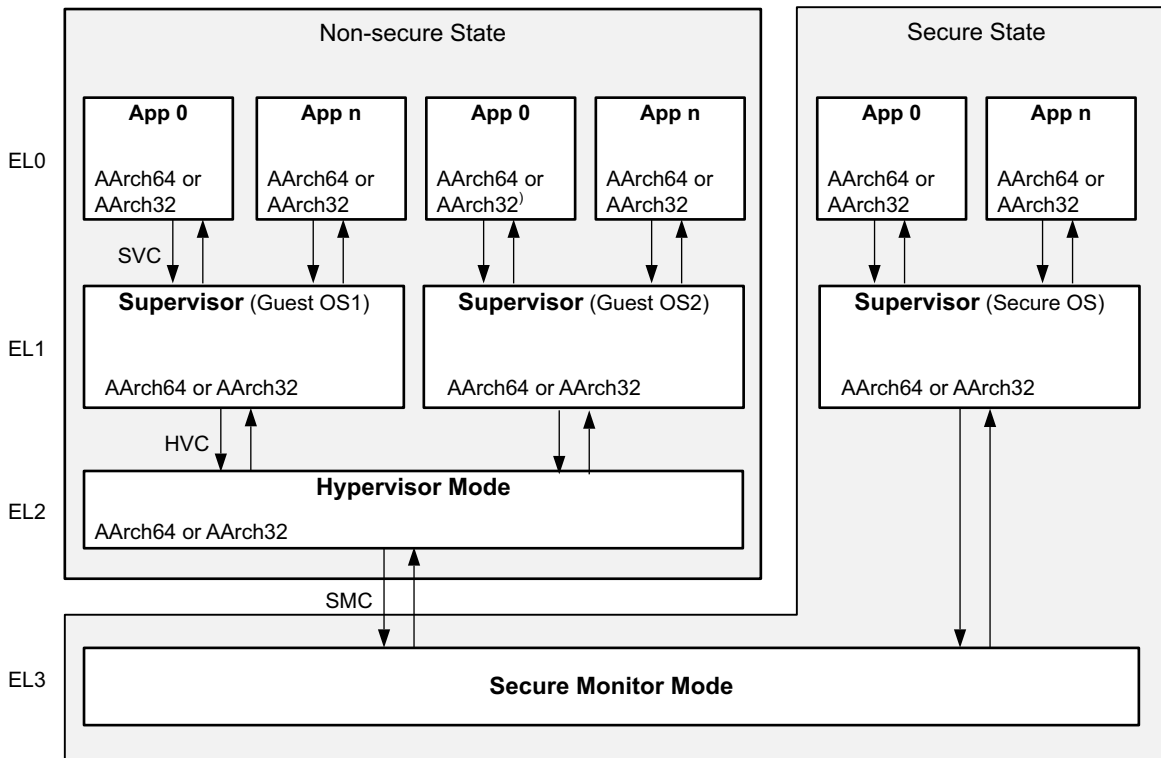 Non-secure State
Secure State
EL0
App 0
AArch64 or
AArch32
App n
AArch64 or
AArch32
App 0
AArch64 or
AArch32)
App n
AArch64 or
AArch32
App 0
AArch64 or
AArch32
App n
AArch64 or
AArch32
SVC
EL1
Supervisor (Guest OS1)
AArch64 or AArch32
Supervisor (Guest OS2)
AArch64 or AArch32
Supervisor (Secure OS)
AArch64 or AArch32
HVC
EL2
Hypervisor Mode
AArch64 or AArch32
SMC
EL3
Secure Monitor Mode